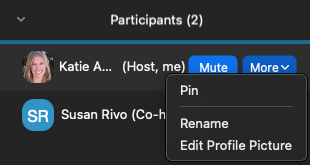 Participants (2)
Katie A... (Host, me) Mute More
Pin
SR Susan Rivo (Co-h
Rename
Edit Profile Picture